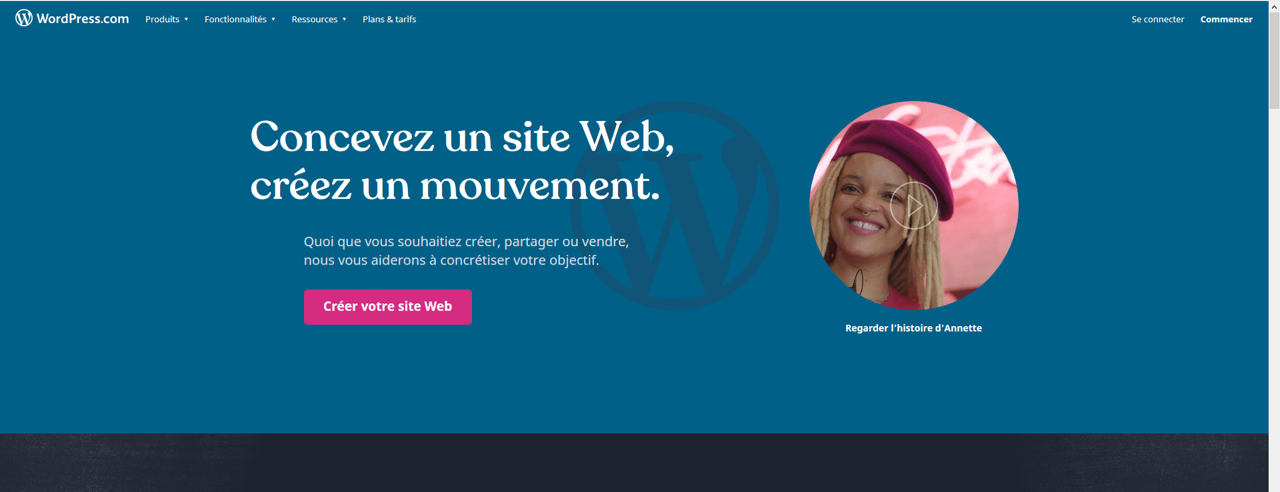 WordPress.com Produits Fonctionnalités Ressources Plans & tarifs Se connecter Commencer
Concevez un site Web,
créez un mouvement.
Quoi que vous souhaitiez créer, partager ou vendre,
nous vous aiderons à concrétiser votre objectif.
Créer votre site Web
Regarder l'histoire d'Annette